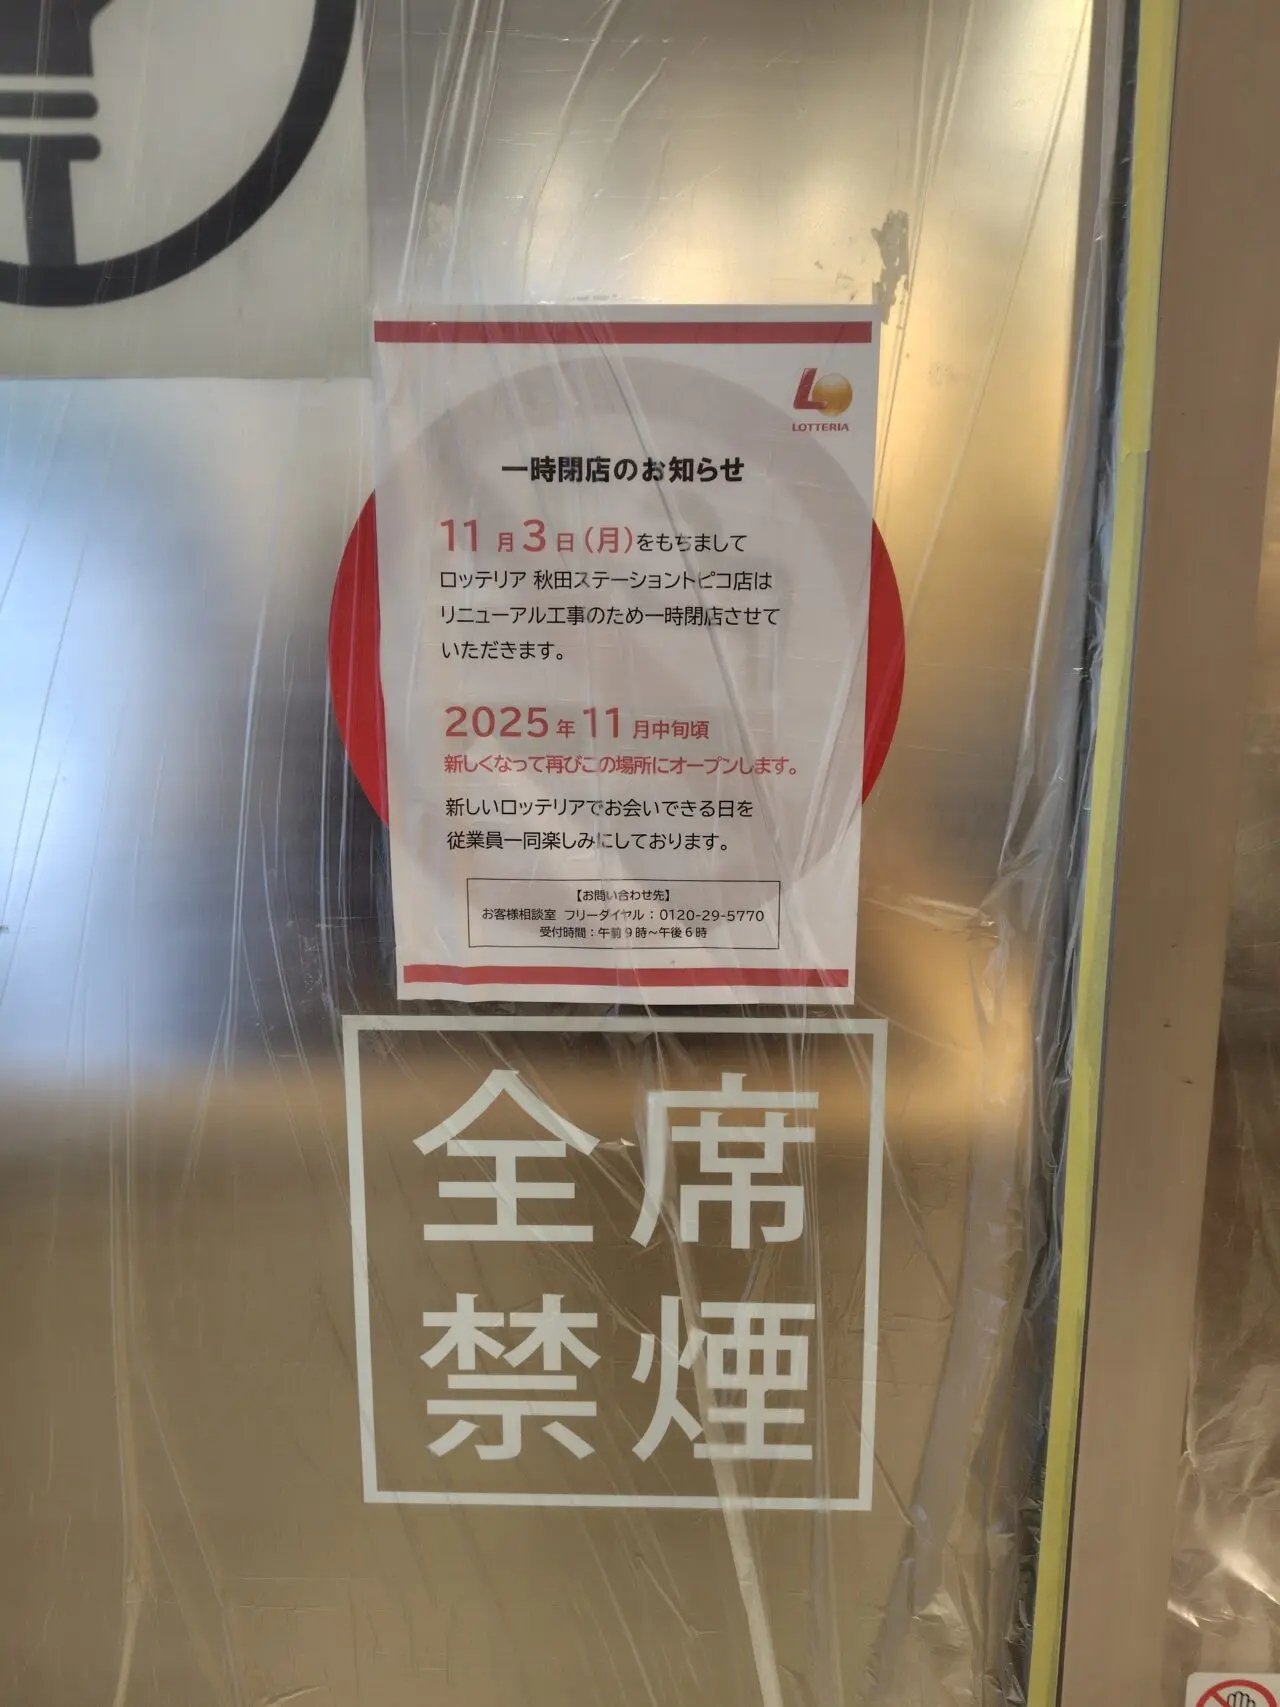 LOTTERIA
一時閉店のお知らせ
11月3日(月)をもちまして
ロッテリア 秋田ステーショントピコ店は
リニューアル工事のため一時閉店させて
いただきます。
2025年11月中旬頃
新しくなって再びこの場所にオープンします。
新しいロッテリアでお会いできる日を
従業員一同楽しみにしております。
【お問い合わせ先】
お客様相談室 フリーダイヤル:0120-29-5770
受付時間:午前9時~午後6時
全席
禁煙